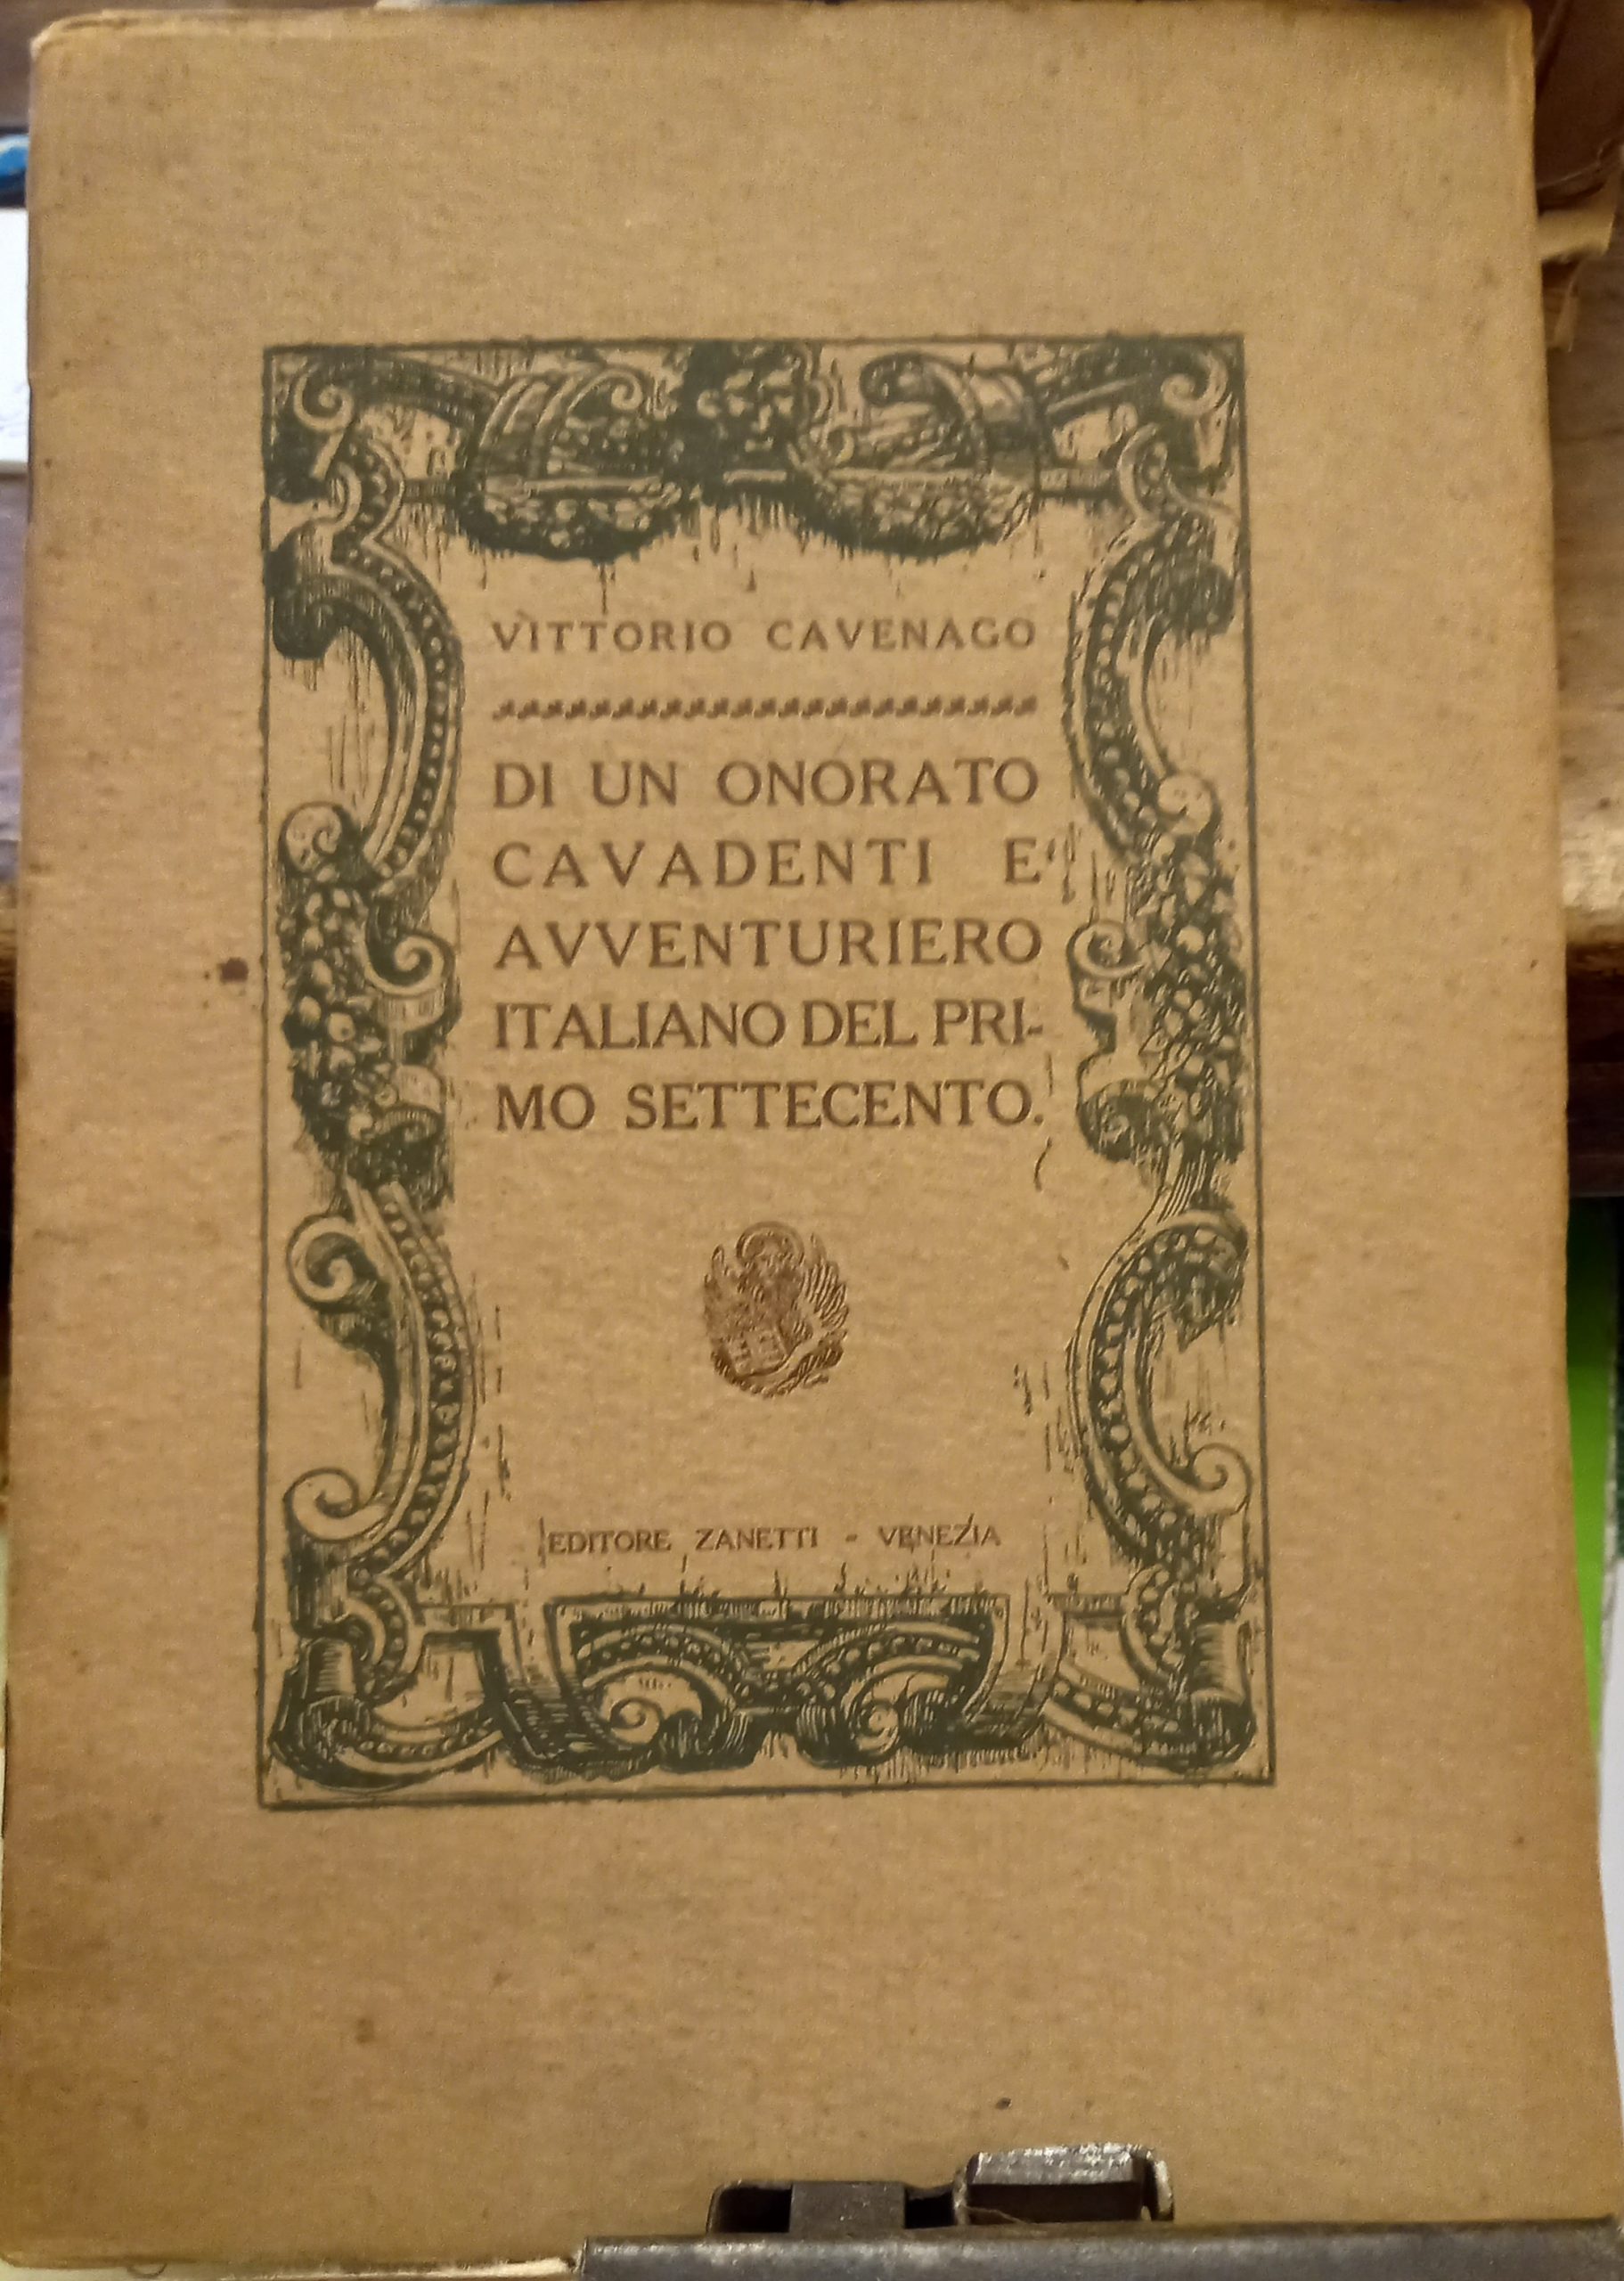 VITTORIO CAVENAGO
DI UN ONORATO
CAVADENTI E
AVVENTURIERO
ITALIANO DEL PRI-
MO SETTECENTO.
EDITORE ZANETTI - VENEZIA